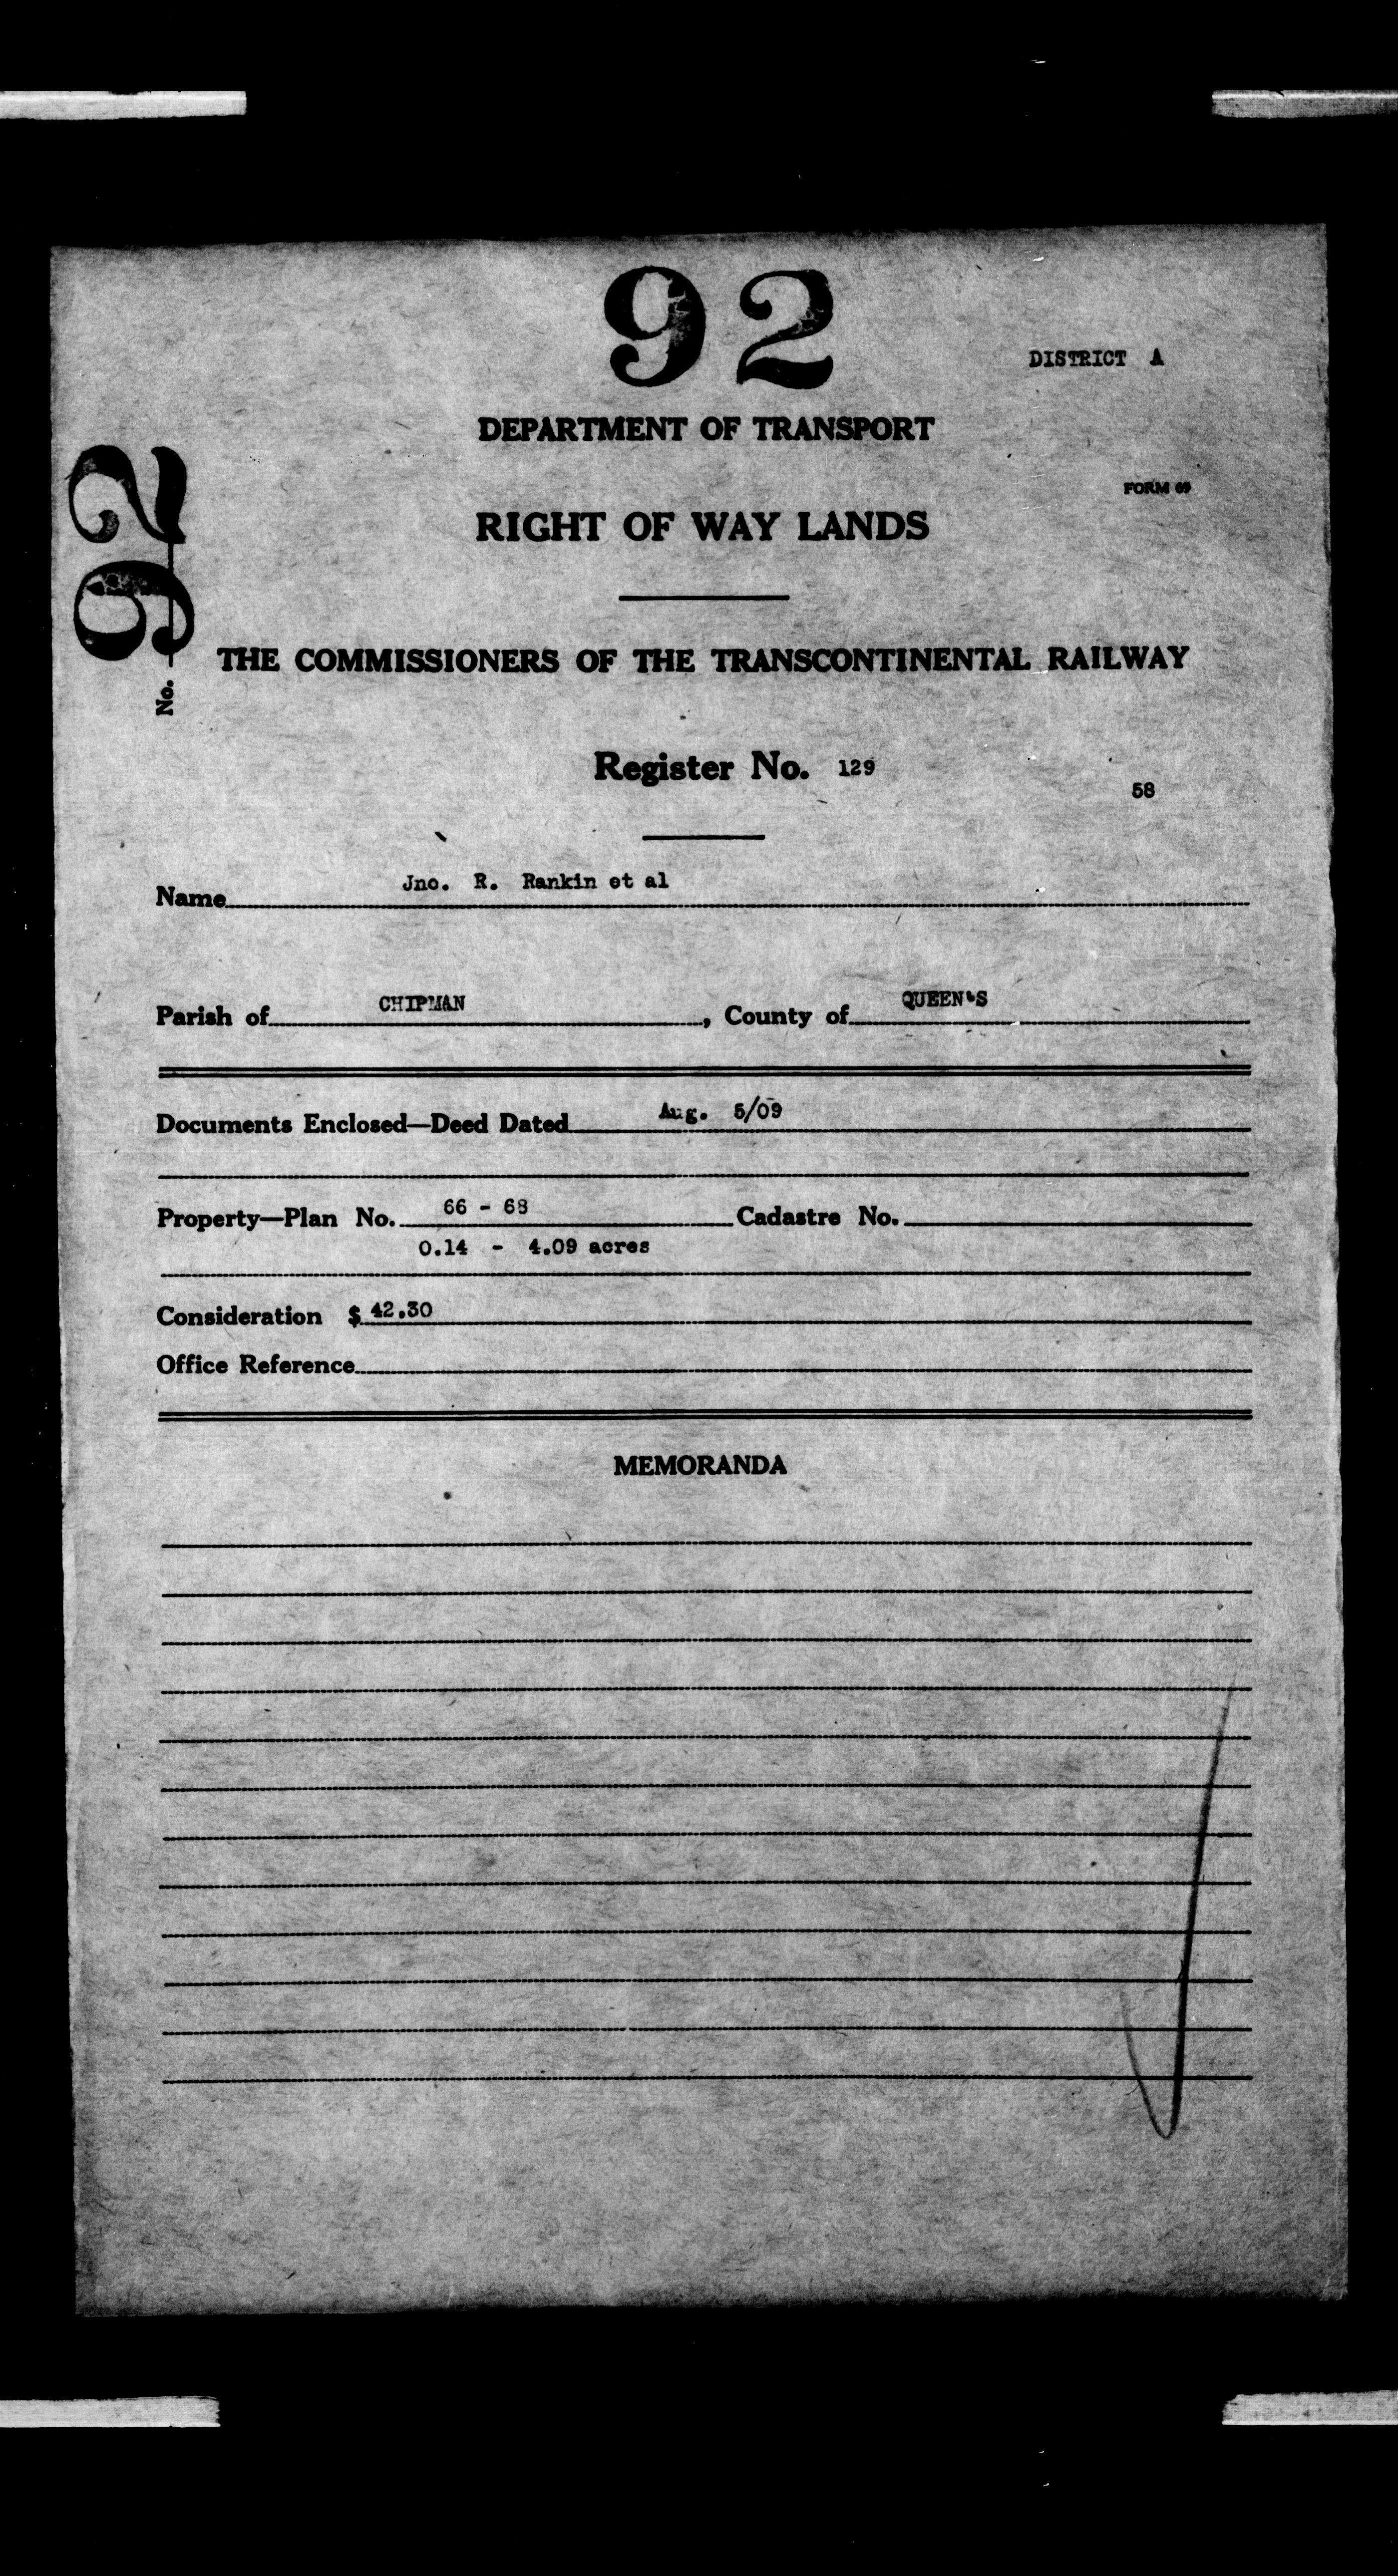 92
DISTRICT A
DEPARTMENT OF TRANSPORT
FORM 69
RIGHT OF WAY LANDS
No. 92
THE COMMISSIONERS OF THE TRANSCONTINENTAL RAILWAY
Register No. 129
58
Name Jno. R. Rankin et al
Parish of CHIPMAN, County of QUEEN'S
Documents Enclosed—Deed Dated Aug. 5/09
Property—Plan No. 66 - 68 Cadastre No.
0.14 - 4.09 acres
Consideration $ 42.30
Office Reference
MEMORANDA